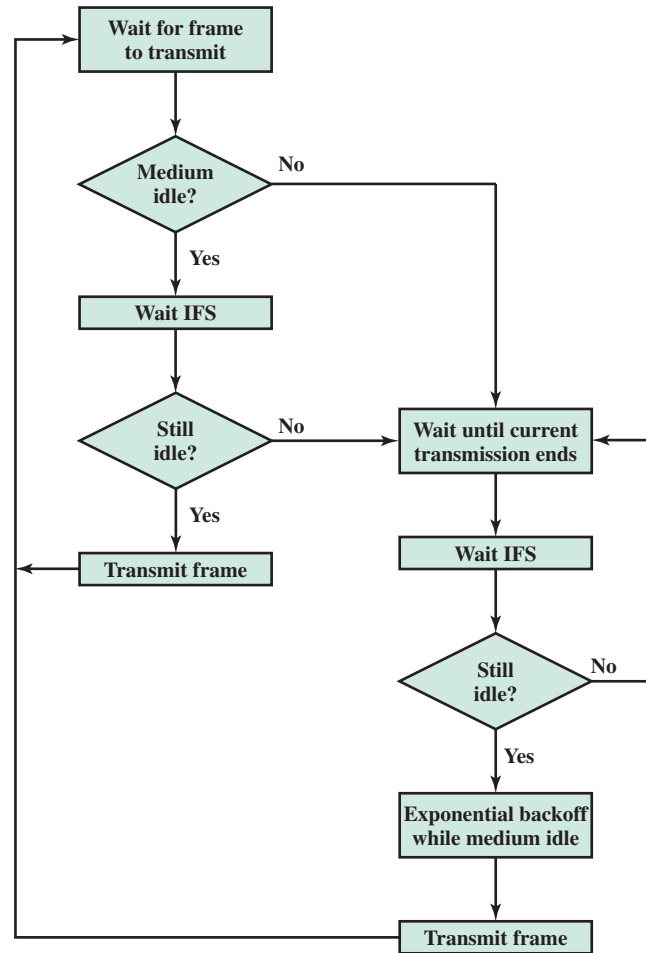 Wait for frame
to transmit
Medium
idle?
No
Yes
Wait IFS
Still
idle?
No
Yes
Transmit frame
Wait until current
transmission ends
Wait IFS
Still
idle?
No
Yes
Exponential backoff
while medium idle
Transmit frame